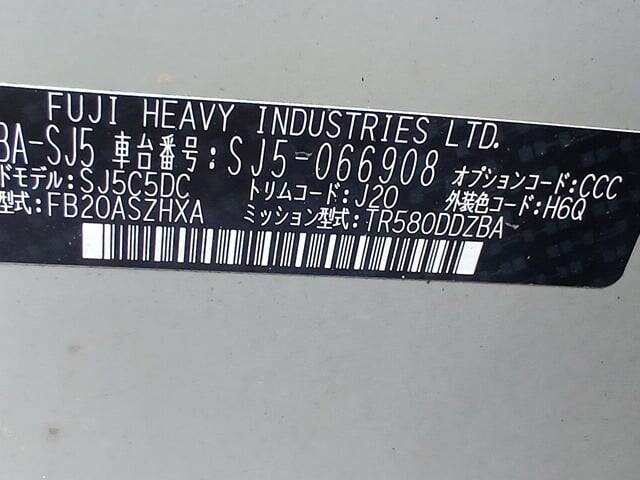 FUJI HEAVY INDUSTRIES LTD.
BA-SJ5 車台番号:SJ5-066908
ドモデル:SJ5C5DC トリムコード:J20 オプションコード:CCC
型式:FB20ASZHXA ミッション型式:TR580DDZBA 外装色コード:H6Q